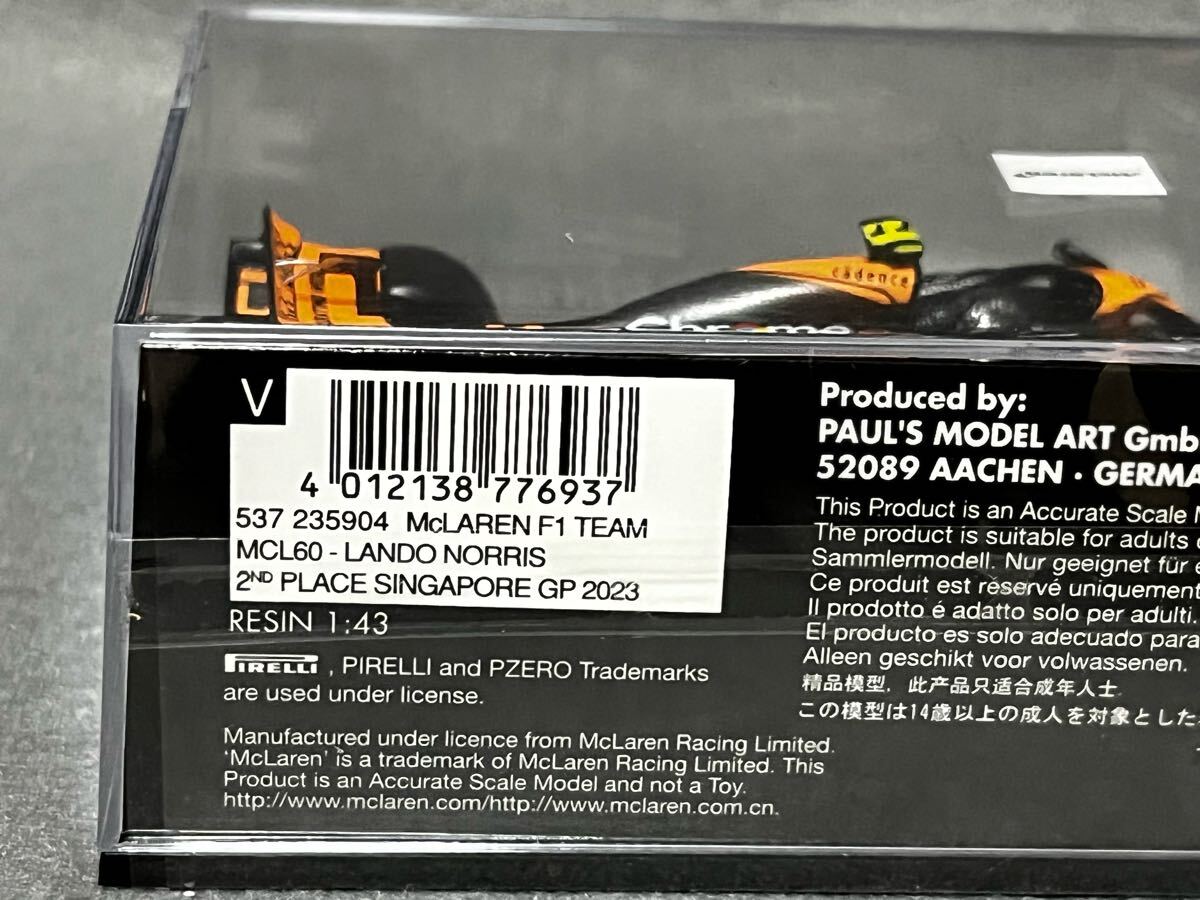 cadence
Chrome
V
4 012138 776937
537 235904 McLAREN F1 TEAM
MCL60 - LANDO NORRIS
2ND PLACE SINGAPORE GP 2023
RESIN 1:43
PIRELLI , PIRELLI and PZERO Trademarks
are used under license.
Manufactured under licence from McLaren Racing Limited.
'McLaren' is a trademark of McLaren Racing Limited. This
Product is an Accurate Scale Model and not a Toy.
http://www.mclaren.com/http://www.mclaren.com.cn.
Produced by:
PAUL'S MODEL ART Gmb
52089 AACHEN · GERMA
This Product is an Accurate Scale M
The product is suitable for adults o
Sammlermodell. Nur geeignet für e
Ce produit est réservé uniquement
Il prodotto é adatto solo per adulti.
El producto es solo adecuado para
Alleen geschikt voor volwassenen.
精品模型，此产品只适合成年人士
この模型は14歳以上の成人を対象とした